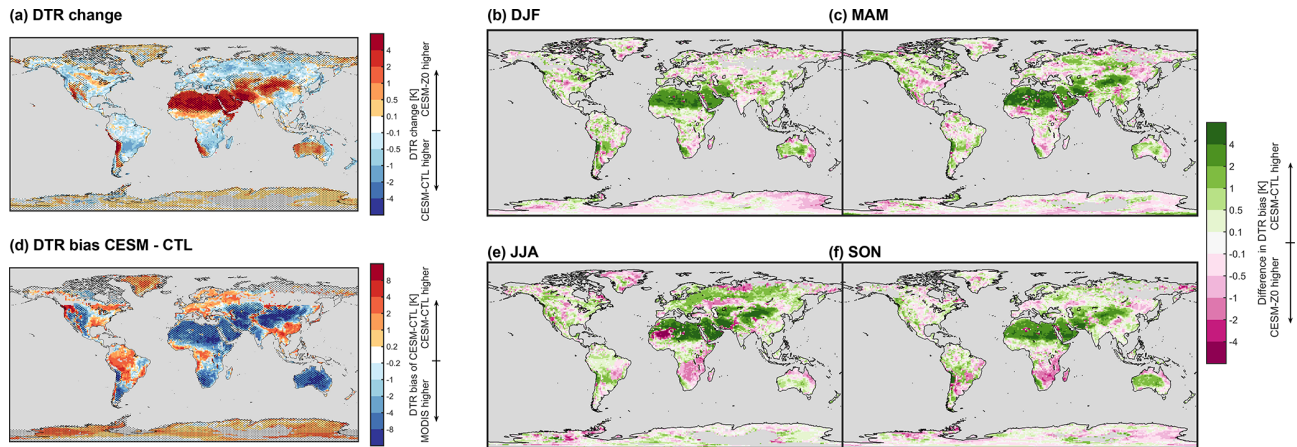 (a) DTR change
4
2
1
0.5
0.1
-0.1
-0.5
-1
-2
-4
DTR change [K]
CESM-CTL higher
CESM-Z0 higher
(b) DJF
(c) MAM
(d) DTR bias CESM - CTL
8
4
2
1
0.2
-0.2
-1
-2
-4
-8
DTR bias of CESM-CTL [K]
MODIS higher
CESM-CTL higher
(e) JJA
(f) SON
4
2
1
0.5
0.1
-0.1
-0.5
-1
-2
-4
Difference in DTR bias [K]
CESM-Z0 higher
CESM-CTL higher